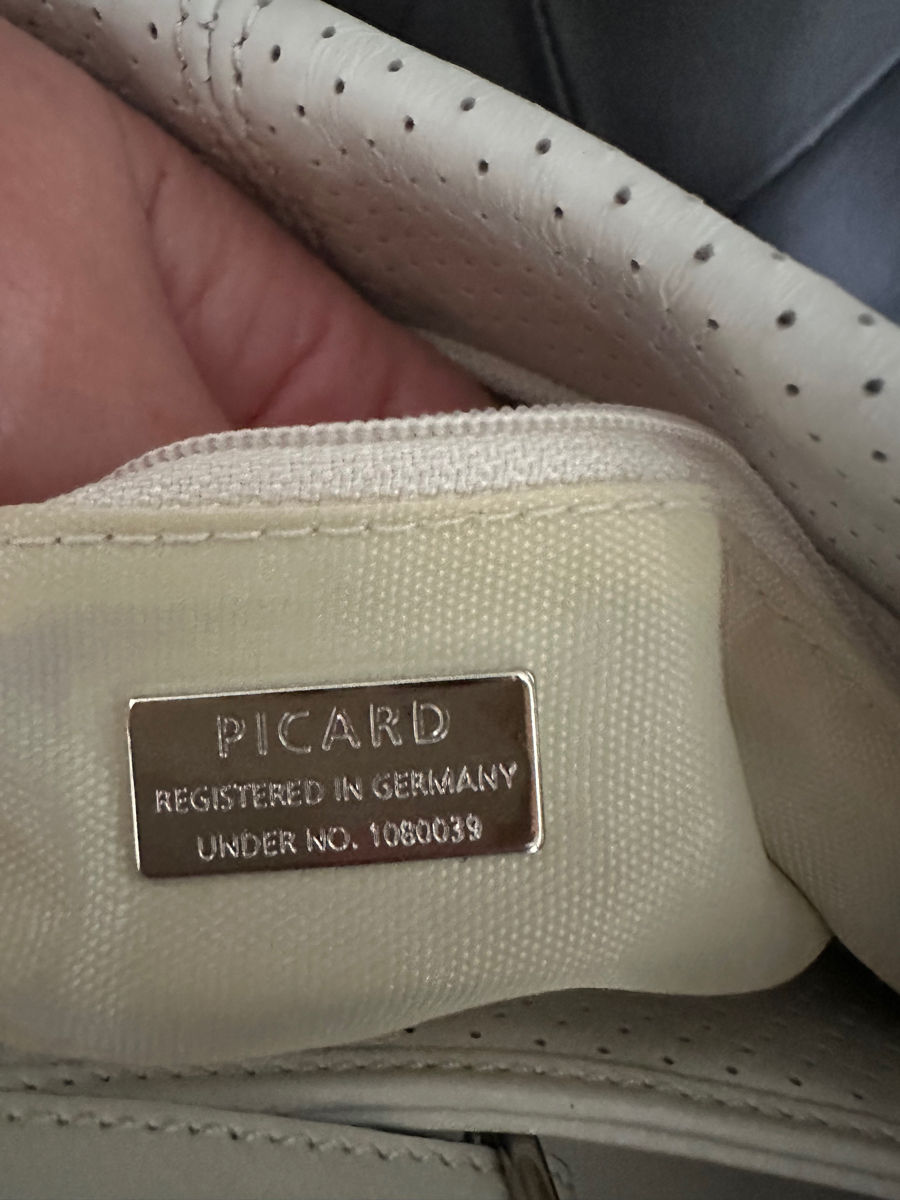 PICARD
REGISTERED IN GERMANY
UNDER NO. 1080039